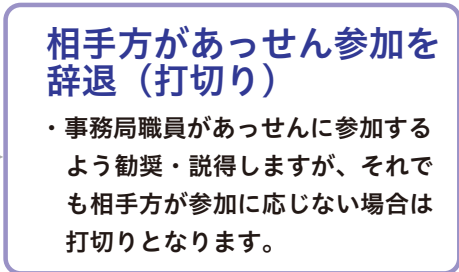 相手方があっせん参加を
辞退（打切り）
・事務局職員があっせんに参加する
よう勧奨・説得しますが、それで
も相手方が参加に応じない場合は
打切りとなります。